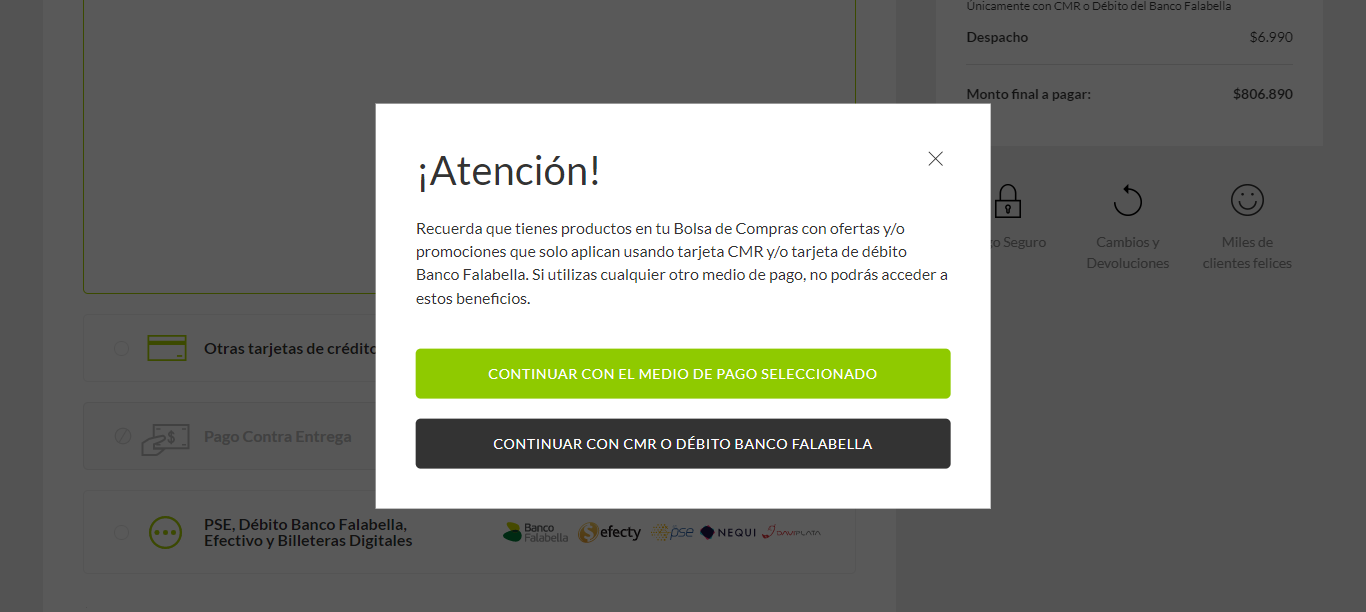 Únicamente con CMR o Débito del Banco Falabella
Despacho $6.990
Monto final a pagar: $806.890
¡Atención!
Recuerda que tienes productos en tu Bolsa de Compras con ofertas y/o
promociones que solo aplican usando tarjeta CMR y/o tarjeta de débito
Banco Falabella. Si utilizas cualquier otro medio de pago, no podrás acceder a
estos beneficios.
CONTINUAR CON EL MEDIO DE PAGO SELECCIONADO
CONTINUAR CON CMR O DÉBITO BANCO FALABELLA
go Seguro
Cambios y
Devoluciones
Miles de
clientes felices
Otras tarjetas de crédito
Pago Contra Entrega
PSE, Débito Banco Falabella,
Efectivo y Billeteras Digitales
Banco
Falabella
efecty
pse
NEQUI
DAVIPLATA